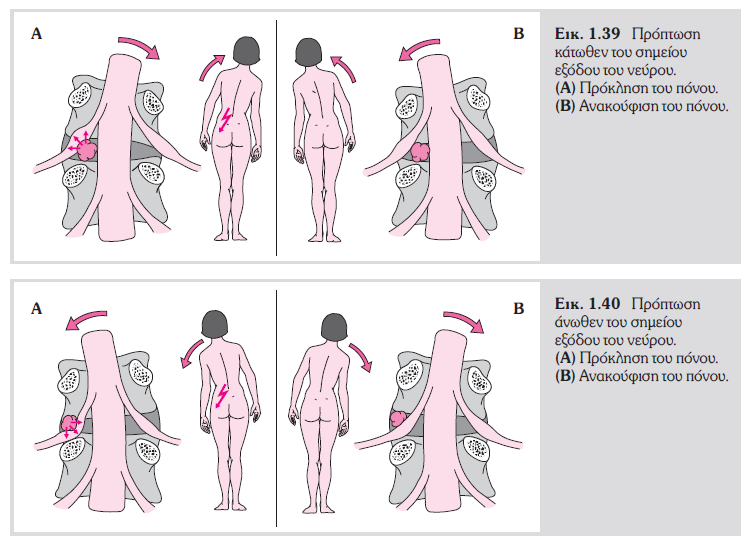 A
B
Εικ. 1.39 Πρόπτωση
κάτωθεν του σημείου
εξόδου του νεύρου.
(Α) Πρόκληση του πόνου.
(Β) Ανακούφιση του πόνου.
A
B
Εικ. 1.40 Πρόπτωση
άνωθεν του σημείου
εξόδου του νεύρου.
(Α) Πρόκληση του πόνου.
(Β) Ανακούφιση του πόνου.